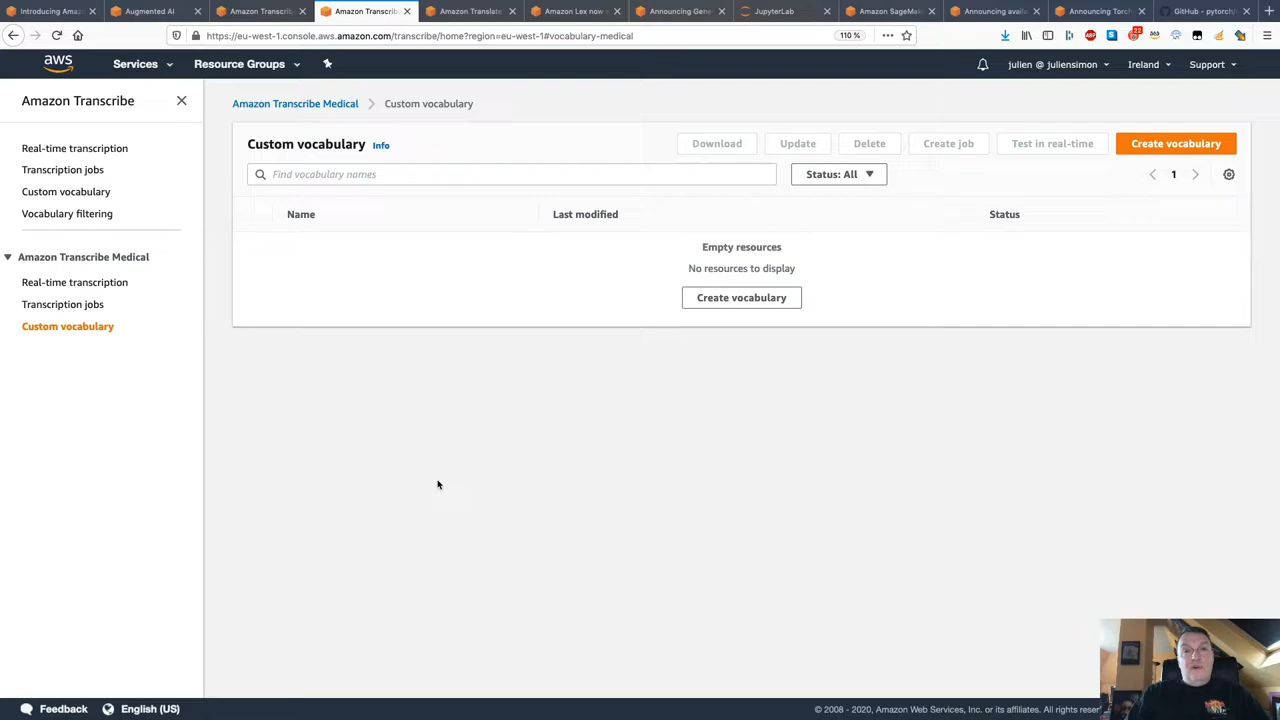 Introducing Amaz
Augmented AI
Amazon Transcrib
Amazon Transcrib
Amazon Translate
Amazon Lex now a
Announcing Gene
JupyterLab
Amazon SageMak
Announcing availa
Announcing Torch
GitHub - pytorch/s
https://eu-west-1.console.aws.amazon.com/transcribe/home?region=eu-west-1#vocabulary-medical
110 %
aws
Services
Resource Groups
julien @ juliensimon
Ireland
Support
Amazon Transcribe
Real-time transcription
Transcription jobs
Custom vocabulary
Vocabulary filtering
Amazon Transcribe Medical
Real-time transcription
Transcription jobs
Custom vocabulary
Amazon Transcribe Medical > Custom vocabulary
Custom vocabulary Info
Download
Update
Delete
Create job
Test in real-time
Create vocabulary
Find vocabulary names
Status: All
1
Name
Last modified
Status
Empty resources
No resources to display
Create vocabulary
Feedback
English (US)
© 2008 - 2020, Amazon Web Services, Inc. or its affiliates. All rights reser